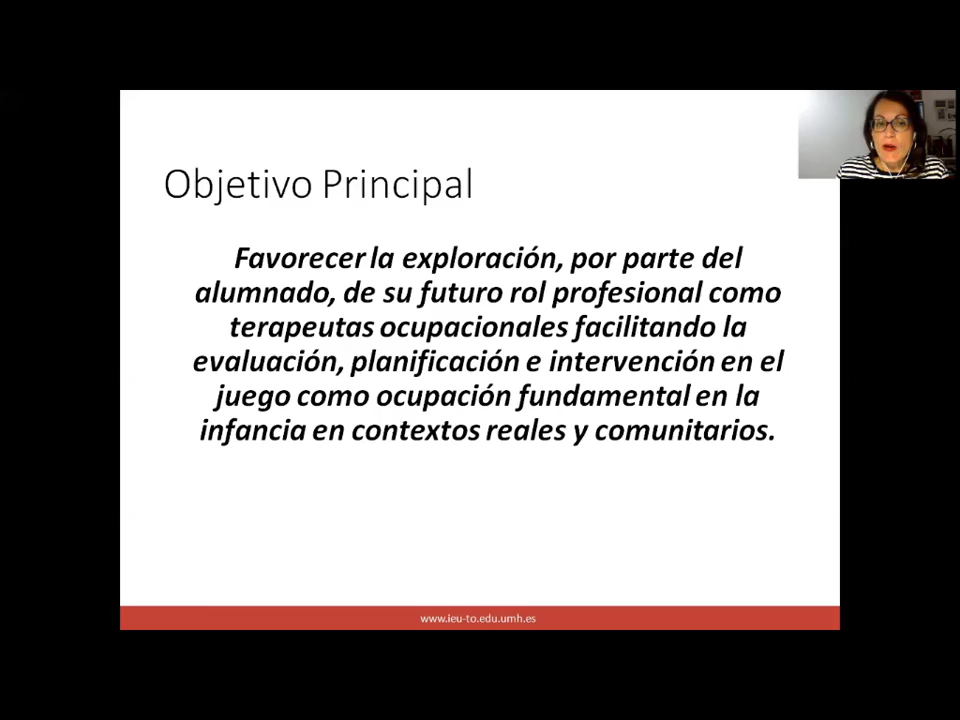 Objetivo Principal
Favorecer la exploración, por parte del
alumnado, de su futuro rol profesional como
terapeutas ocupacionales facilitando la
evaluación, planificación e intervención en el
juego como ocupación fundamental en la
infancia en contextos reales y comunitarios.
www.ieu-to.edu.umh.es